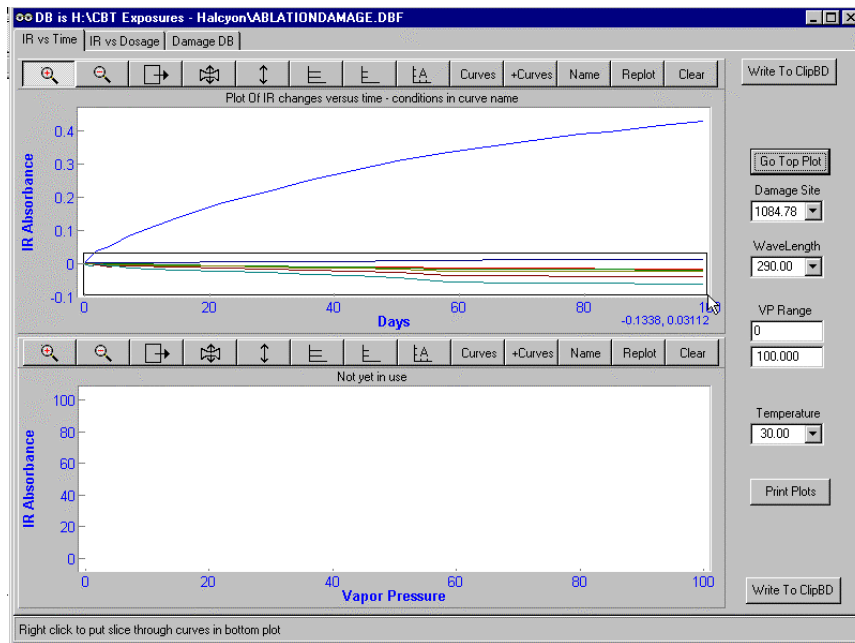 DB is H:\CBT Exposures - Halcyon\ABLATIONDAMAGE.DBF
IR vs Time IR vs Dosage Damage DB
Curves +Curves Name Replot Clear
Write To ClipBD
Plot Of IR changes versus time - conditions in curve name
IR Absorbance
0.4
0.3
0.2
0.1
0
-0.1
0 20 40 60 80 100
Days
-0.1338, 0.03112
Go Top Plot
Damage Site
1084.78
WaveLength
290.00
VP Range
0
100.000
Curves +Curves Name Replot Clear
Not yet in use
IR Absorbance
100
80
60
40
20
0
0 20 40 60 80 100
Vapor Pressure
Temperature
30.00
Print Plots
Write To ClipBD
Right click to put slice through curves in bottom plot